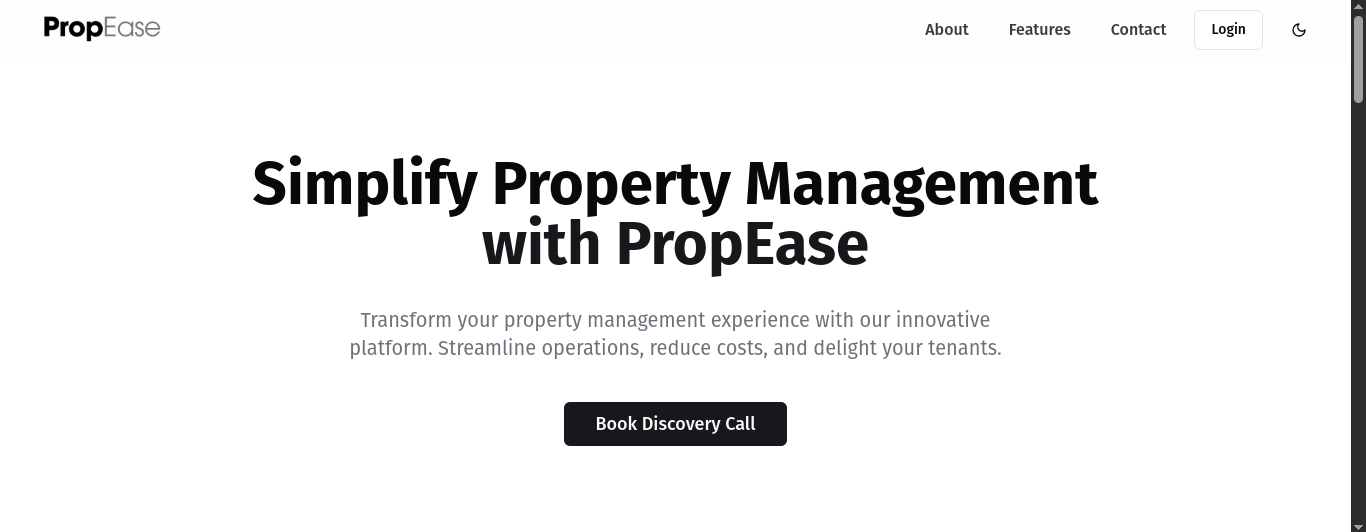 PropEase
About
Features
Contact
Login
Simplify Property Management
with PropEase
Transform your property management experience with our innovative
platform. Streamline operations, reduce costs, and delight your tenants.
Book Discovery Call